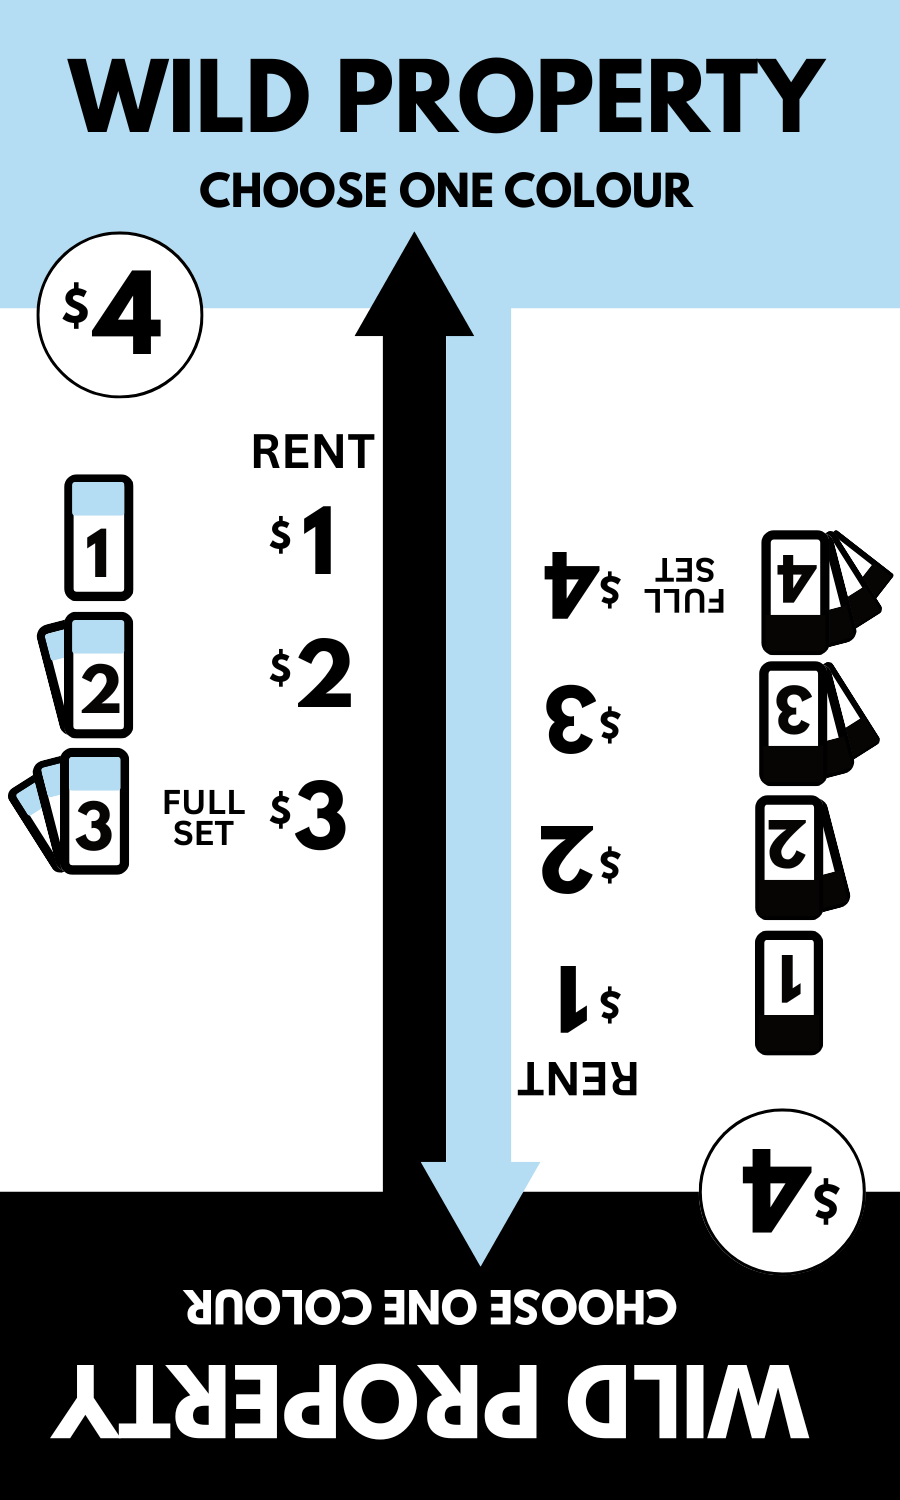 WILD PROPERTY
CHOOSE ONE COLOUR
$4
RENT
1 $1
2 $2
3 FULL SET $3
WILD PROPERTY
CHOOSE ONE COLOUR
$4
RENT
1 $1
2 $2
3 $3
4 FULL SET $4